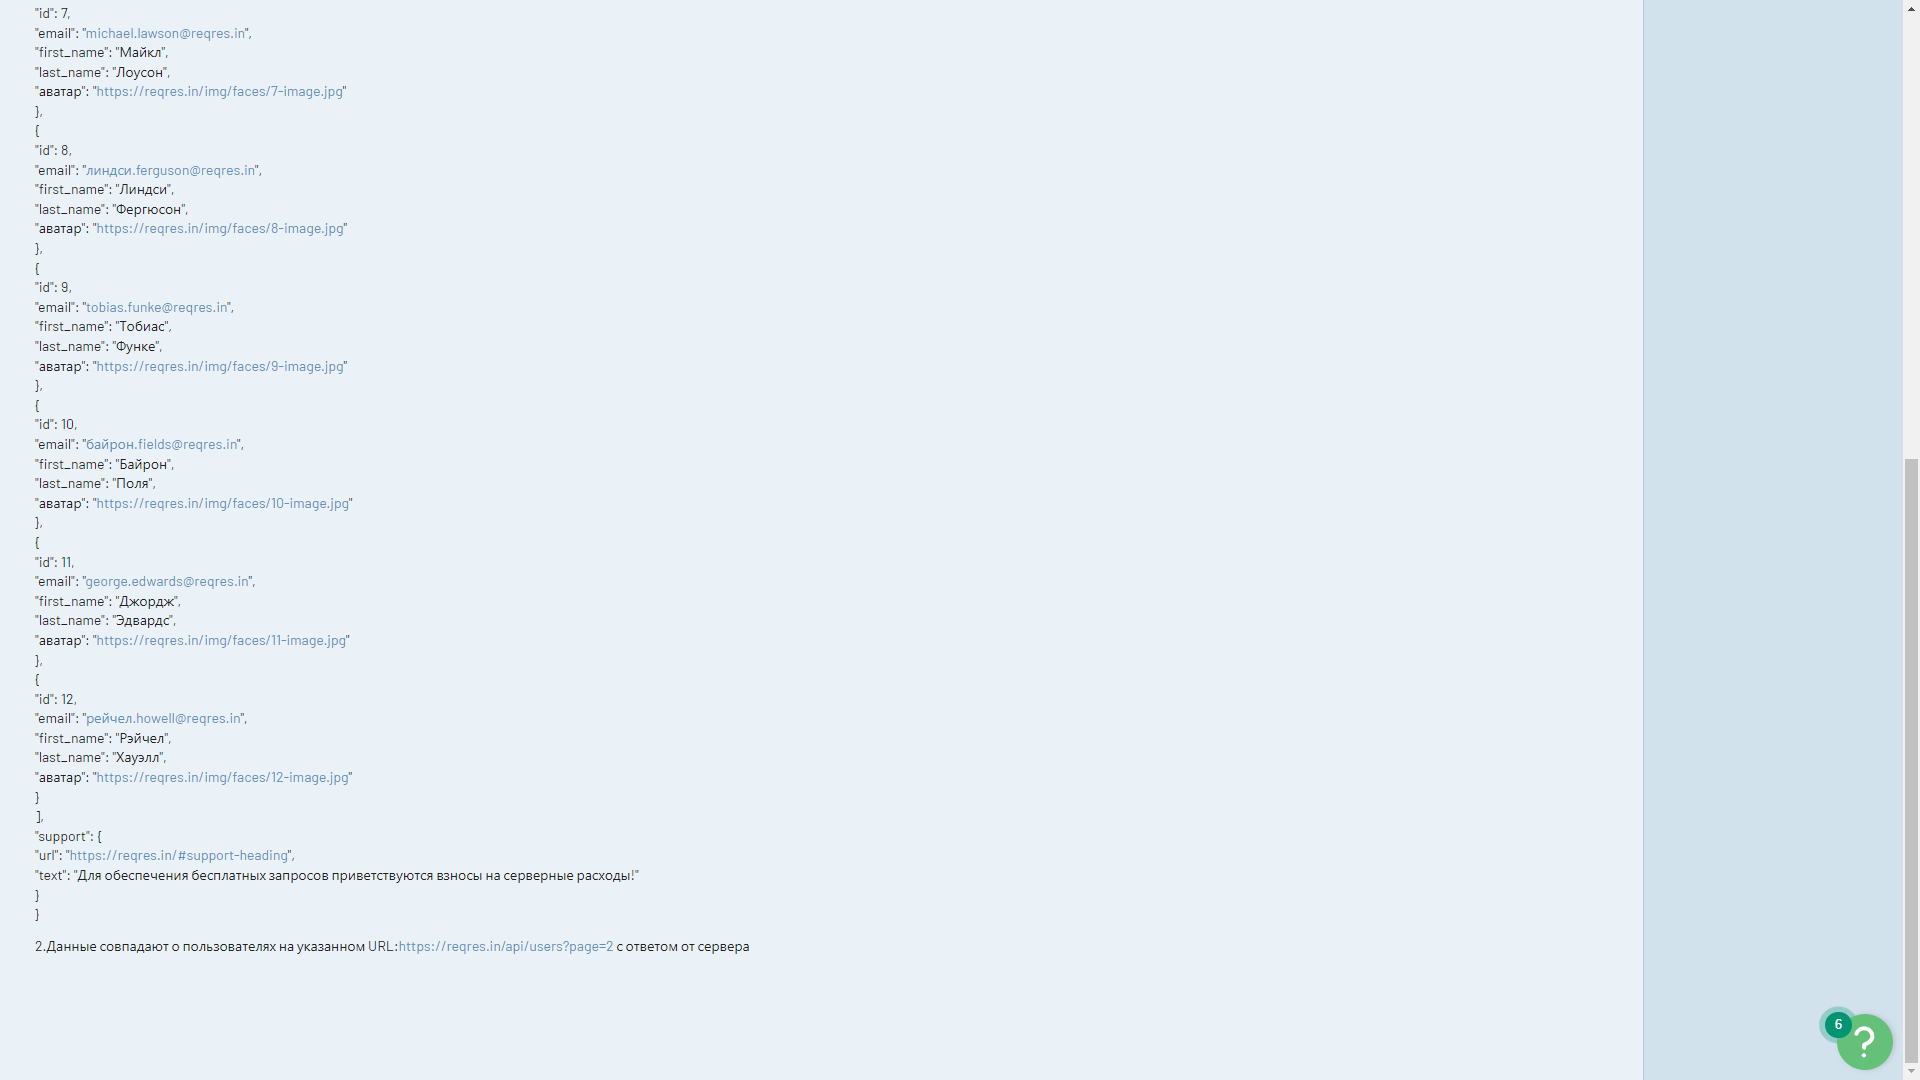 "id": 7,
"email": "michael.lawson@reqres.in",
"first_name": "Майкл",
"last_name": "Лоусон",
"аватар": "https://reqres.in/img/faces/7-image.jpg"
},
{
"id": 8,
"email": "линдси.ferguson@reqres.in",
"first_name": "Линдси",
"last_name": "Фергюсон",
"аватар": "https://reqres.in/img/faces/8-image.jpg"
},
{
"id": 9,
"email": "tobias.funke@reqres.in",
"first_name": "Тобиас",
"last_name": "Функе",
"аватар": "https://reqres.in/img/faces/9-image.jpg"
},
{
"id": 10,
"email": "байрон.fields@reqres.in",
"first_name": "Байрон",
"last_name": "Поля",
"аватар": "https://reqres.in/img/faces/10-image.jpg"
},
{
"id": 11,
"email": "george.edwards@reqres.in",
"first_name": "Джордж",
"last_name": "Эдвардс",
"аватар": "https://reqres.in/img/faces/11-image.jpg"
},
{
"id": 12,
"email": "рейчел.howell@reqres.in",
"first_name": "Рэйчел",
"last_name": "Хауэлл",
"аватар": "https://reqres.in/img/faces/12-image.jpg"
}
],
"support": {
"url": "https://reqres.in/#support-heading",
"text": "Для обеспечения бесплатных запросов приветствуются взносы на серверные расходы!"
}
}
2.Данные совпадают о пользователях на указанном URL:https://reqres.in/api/users?page=2 с ответом от сервера
6
?